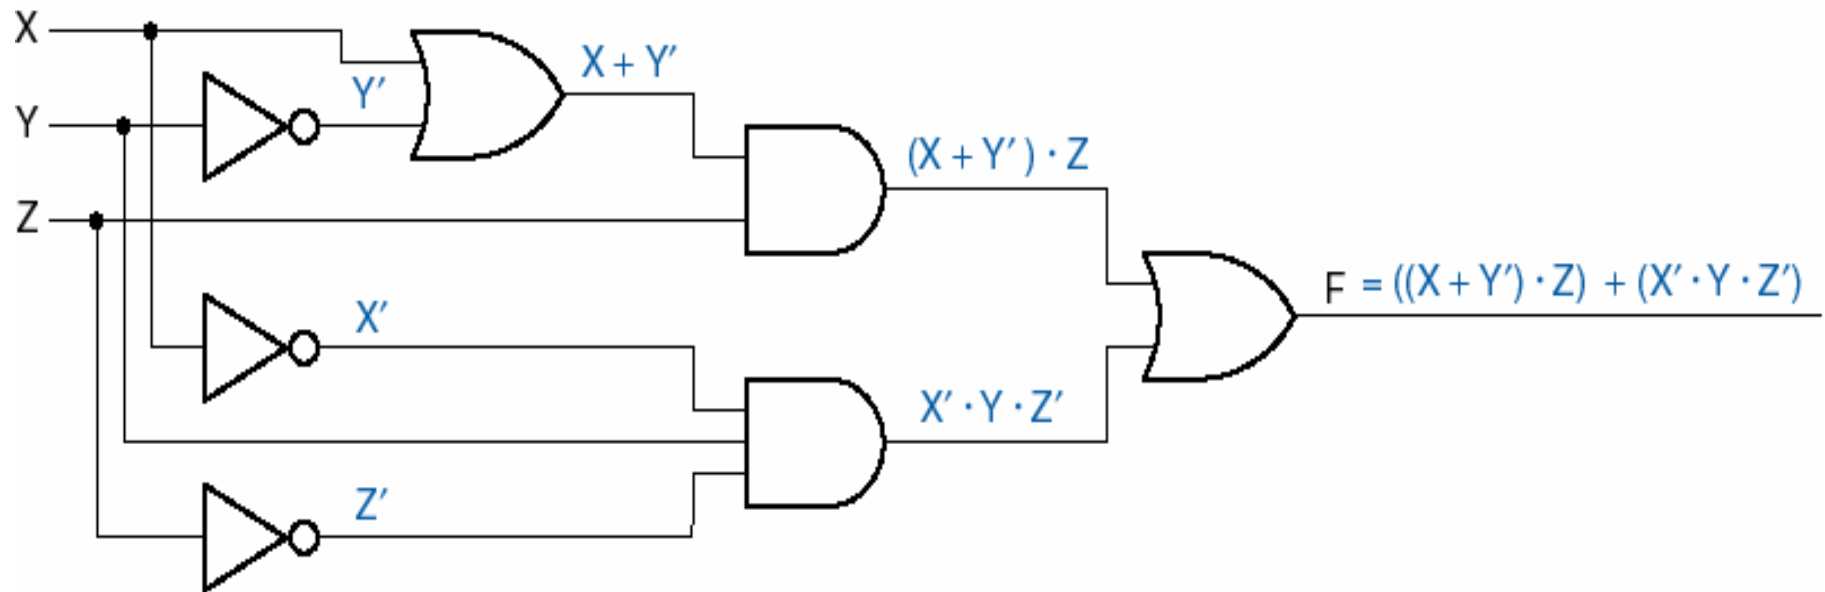 X
X + Y′
Y′
Y
(X + Y′ ) · Z
Z
F = ((X + Y′) · Z) + (X′ · Y · Z′)
X′
X′ · Y · Z′
Z′